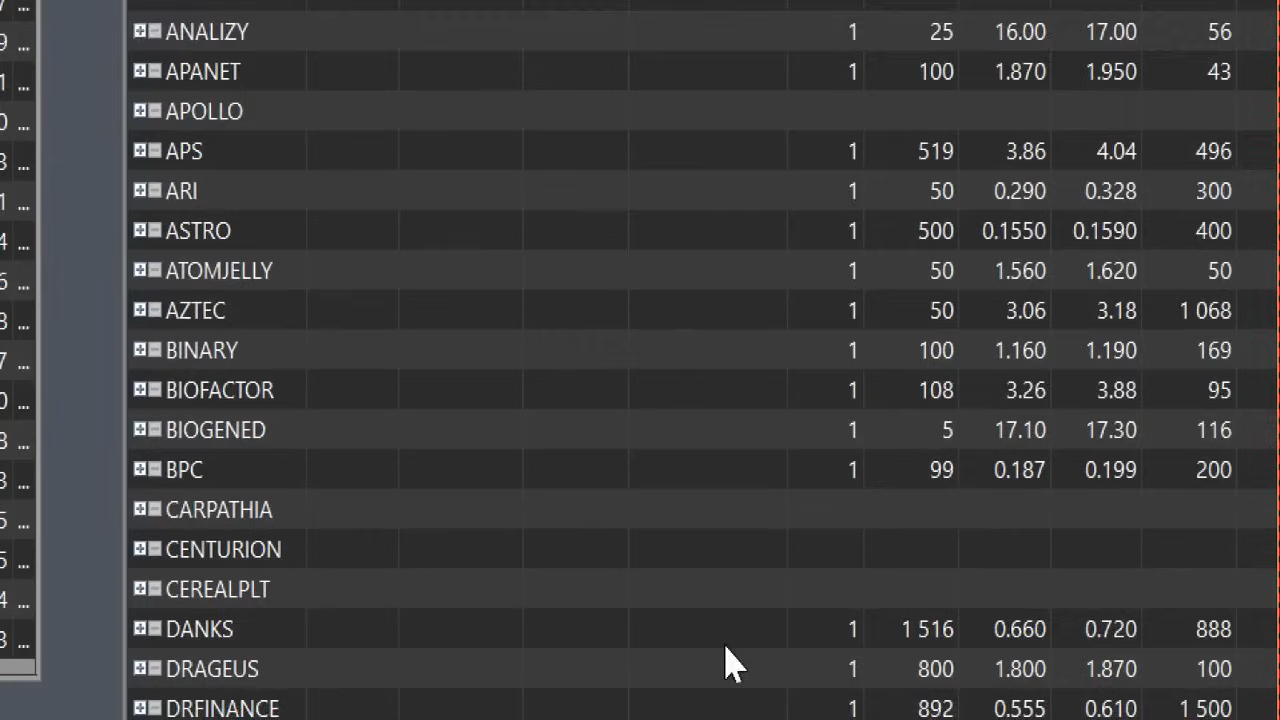 ANALIZY 1 25 16.00 17.00 56
APANET 1 100 1.870 1.950 43
APOLLO
APS 1 519 3.86 4.04 496
ARI 1 50 0.290 0.328 300
ASTRO 1 500 0.1550 0.1590 400
ATOMJELLY 1 50 1.560 1.620 50
AZTEC 1 50 3.06 3.18 1 068
BINARY 1 100 1.160 1.190 169
BIOFACTOR 1 108 3.26 3.88 95
BIOGENED 1 5 17.10 17.30 116
BPC 1 99 0.187 0.199 200
CARPATHIA
CENTURION
CEREALPLT
DANKS 1 1 516 0.660 0.720 888
DRAGEUS 1 800 1.800 1.870 100
DRFINANCE 1 892 0.555 0.610 1 500